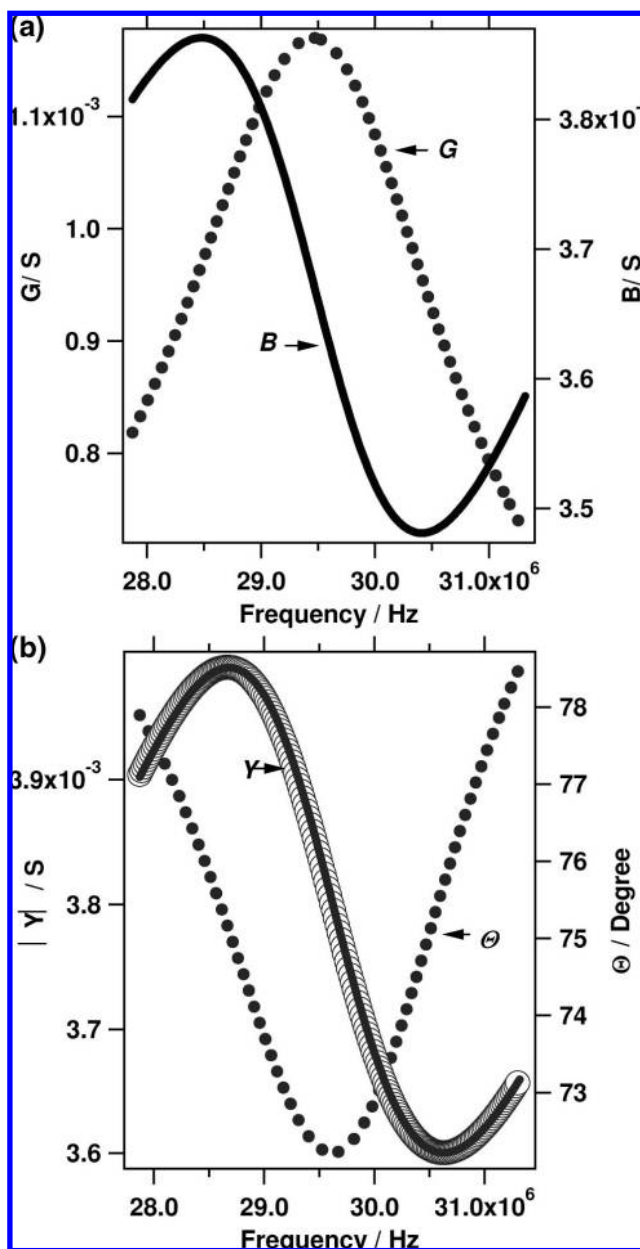 (a)
1.1x10⁻³
1.0
0.9
0.8
G/ S
3.8x10⁻
3.7
3.6
3.5
B/ S
G
B
28.0 29.0 30.0 31.0x10⁶
Frequency / Hz
(b)
3.9x10⁻³
3.8
3.7
3.6
| Y| / S
78
77
76
75
74
73
Θ / Degree
Y
Θ
28.0 29.0 30.0 31.0x10⁶
Frequency / Hz